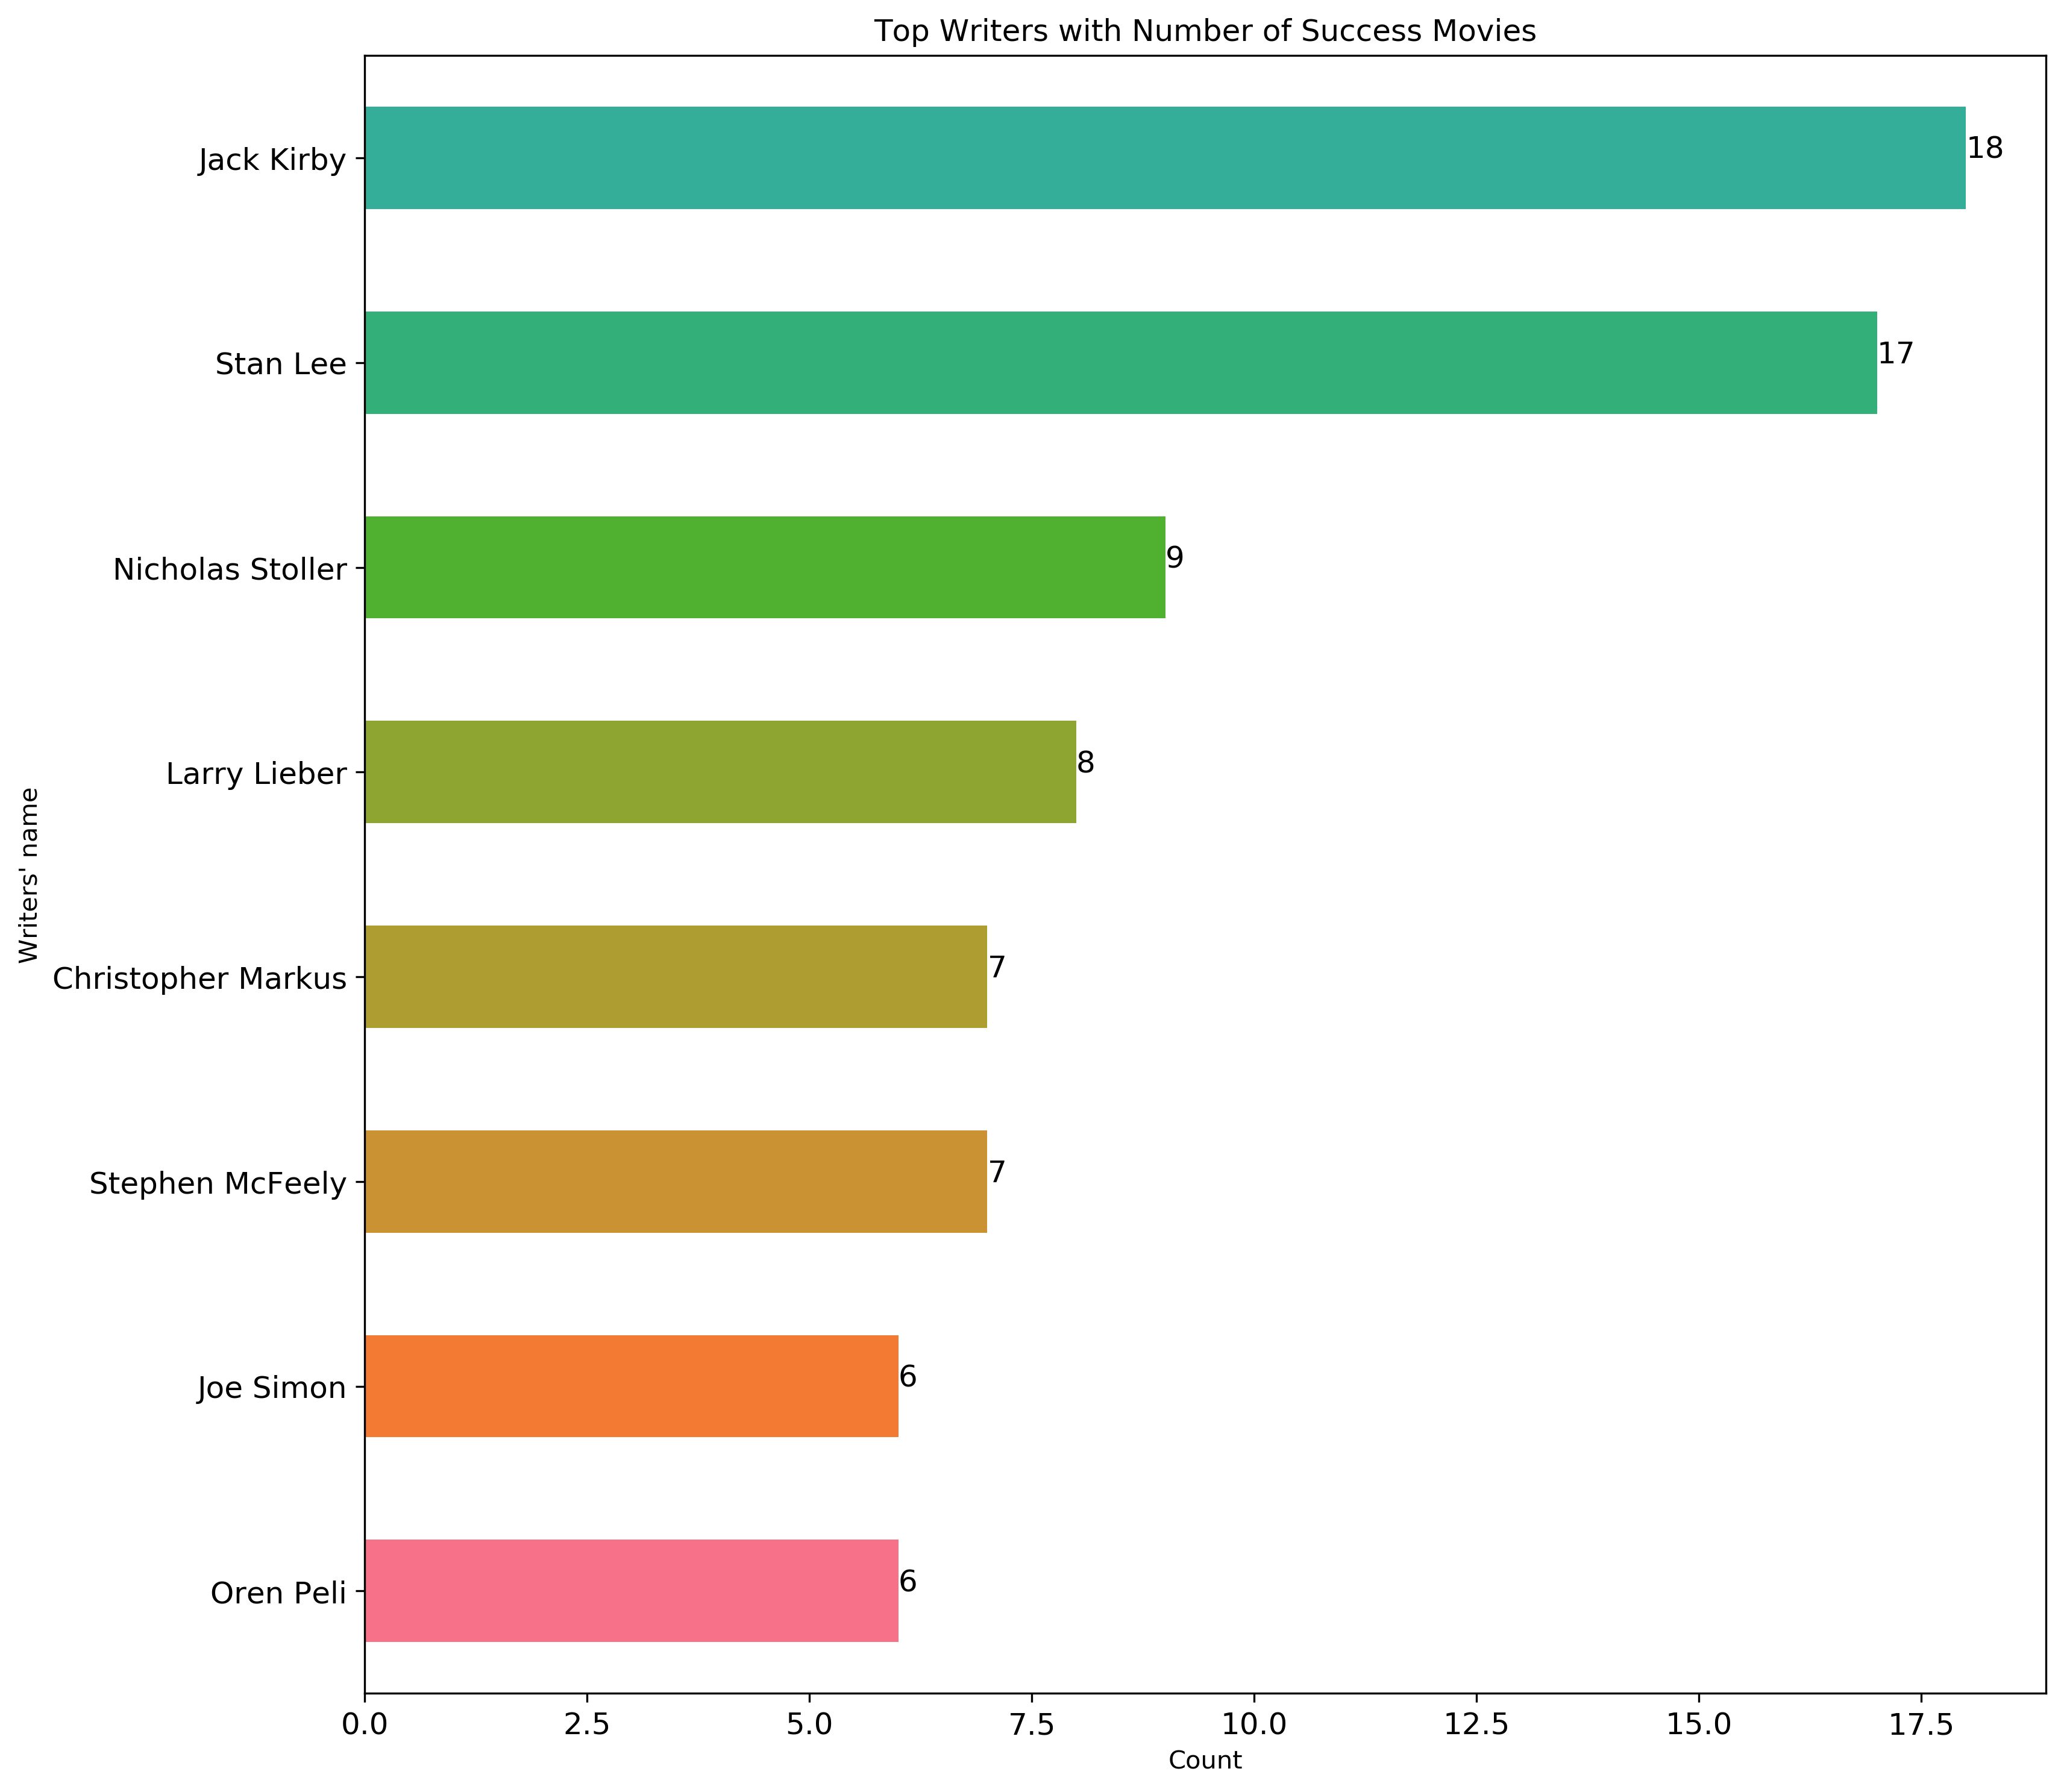 Top Writers with Number of Success Movies
Jack Kirby
18
Stan Lee
17
Nicholas Stoller
9
Larry Lieber
8
Christopher Markus
7
Stephen McFeely
7
Joe Simon
6
Oren Peli
6
Writers' name
0.0 2.5 5.0 7.5 10.0 12.5 15.0 17.5
Count